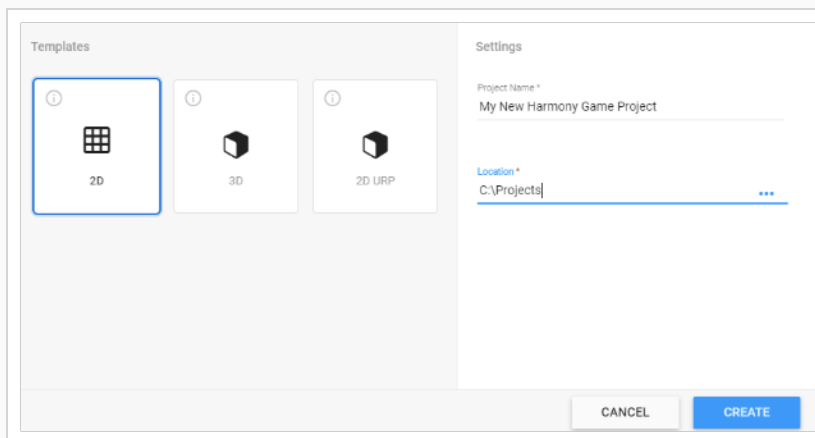 Templates
2D
3D
2D URP
Settings
Project Name *
My New Harmony Game Project
Location *
C:\Projects
CANCEL
CREATE